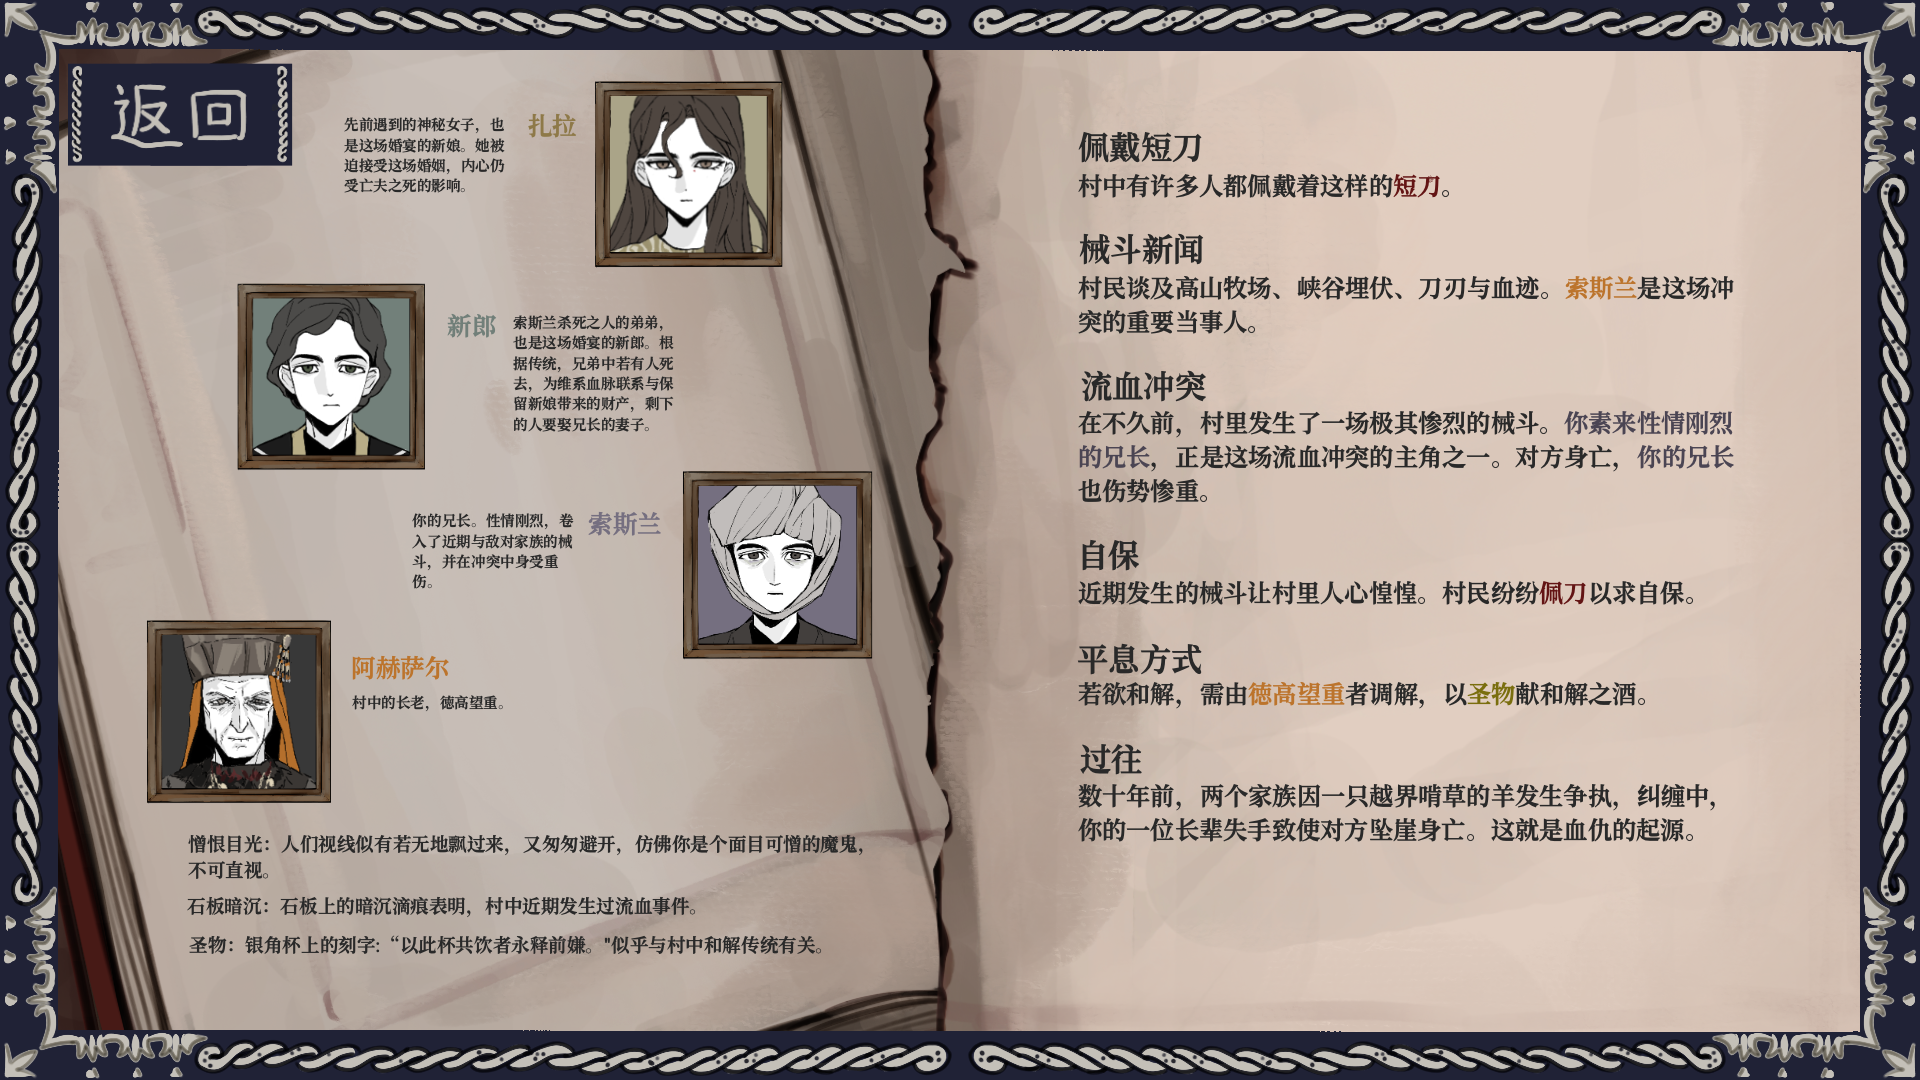 返回
扎拉
先前遇到的神秘女子，也
是这场婚宴的新娘。她被
迫接受这场婚姻，内心仍
受亡夫之死的影响。
新郎
索斯兰杀死之人的弟弟，
也是这场婚宴的新郎。根
据传统，兄弟中若有人死
去，为维系血脉联系与保
留新娘带来的财产，剩下
的人要娶兄长的妻子。
索斯兰
你的兄长。性情刚烈，卷
入了近期与敌对家族的械
斗，并在冲突中身受重
伤。
阿赫萨尔
村中的长老，德高望重。
憎恨目光：人们视线似有若无地飘过来，又匆匆避开，仿佛你是个面目可憎的魔鬼，
不可直视。
石板暗沉：石板上的暗沉滴痕表明，村中近期发生过流血事件。
圣物：银角杯上的刻字:“以此杯共饮者永释前嫌。"似乎与村中和解传统有关。
佩戴短刀
村中有许多人都佩戴着这样的短刀。
械斗新闻
村民谈及高山牧场、峡谷埋伏、刀刃与血迹。索斯兰是这场冲
突的重要当事人。
流血冲突
在不久前，村里发生了一场极其惨烈的械斗。你素来性情刚烈
的兄长，正是这场流血冲突的主角之一。对方身亡，你的兄长
也伤势惨重。
自保
近期发生的械斗让村里人心惶惶。村民纷纷佩刀以求自保。
平息方式
若欲和解，需由德高望重者调解，以圣物献和解之酒。
过往
数十年前，两个家族因一只越界啃草的羊发生争执，纠缠中，
你的一位长辈失手致使对方坠崖身亡。这就是血仇的起源。